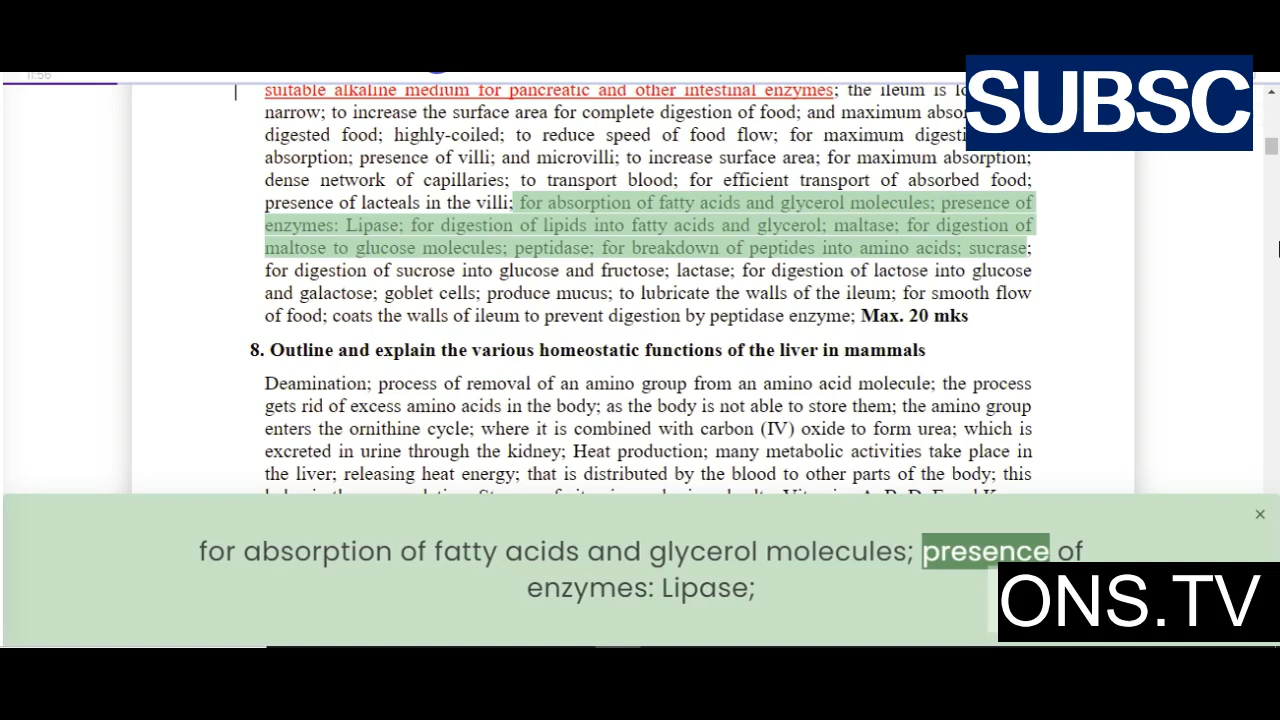 11:56
SUBSC
suitable alkaline medium for pancreatic and other intestinal enzymes; the ileum is
narrow; to increase the surface area for complete digestion of food; and maximum
digested food; highly-coiled; to reduce speed of food flow; for maximum
absorption; presence of villi; and microvilli; to increase surface area; for maximum absorption;
dense network of capillaries; to transport blood; for efficient transport of absorbed food;
presence of lacteals in the villi; for absorption of fatty acids and glycerol molecules; presence of
enzymes: Lipase; for digestion of lipids into fatty acids and glycerol; maltase; for digestion of
maltose to glucose molecules; peptidase; for breakdown of peptides into amino acids; sucrase;
for digestion of sucrose into glucose and fructose; lactase; for digestion of lactose into glucose
and galactose; goblet cells; produce mucus; to lubricate the walls of the ileum; for smooth flow
of food; coats the walls of ileum to prevent digestion by peptidase enzyme; Max. 20 mks
8. Outline and explain the various homeostatic functions of the liver in mammals
Deamination; process of removal of an amino group from an amino acid molecule; the process
gets rid of excess amino acids in the body; as the body is not able to store them; the amino group
enters the ornithine cycle; where it is combined with carbon (IV) oxide to form urea; which is
excreted in urine through the kidney; Heat production; many metabolic activities take place in
the liver; releasing heat energy; that is distributed by the blood to other parts of the body; this
for absorption of fatty acids and glycerol molecules; presence of
enzymes: Lipase;
ONS.TV